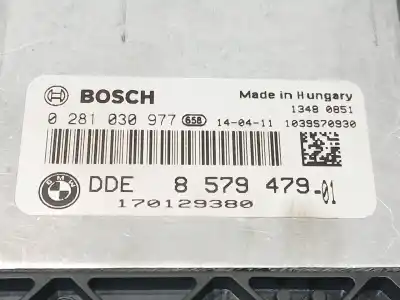 BOSCH
Made in Hungary
1348 0851
0 281 030 977 658 14-04-11 1039S70930
BMW DDE 8 579 479-01
170129380